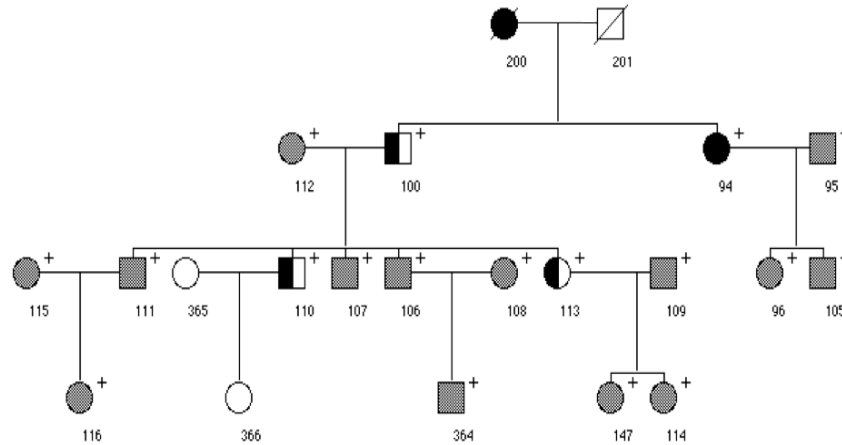 200 201
+ + + +
112 100 94 95
+ + + + + + + + + +
115 111 365 110 107 106 108 113 109 96 105
+ + + +
116 366 364 147 114